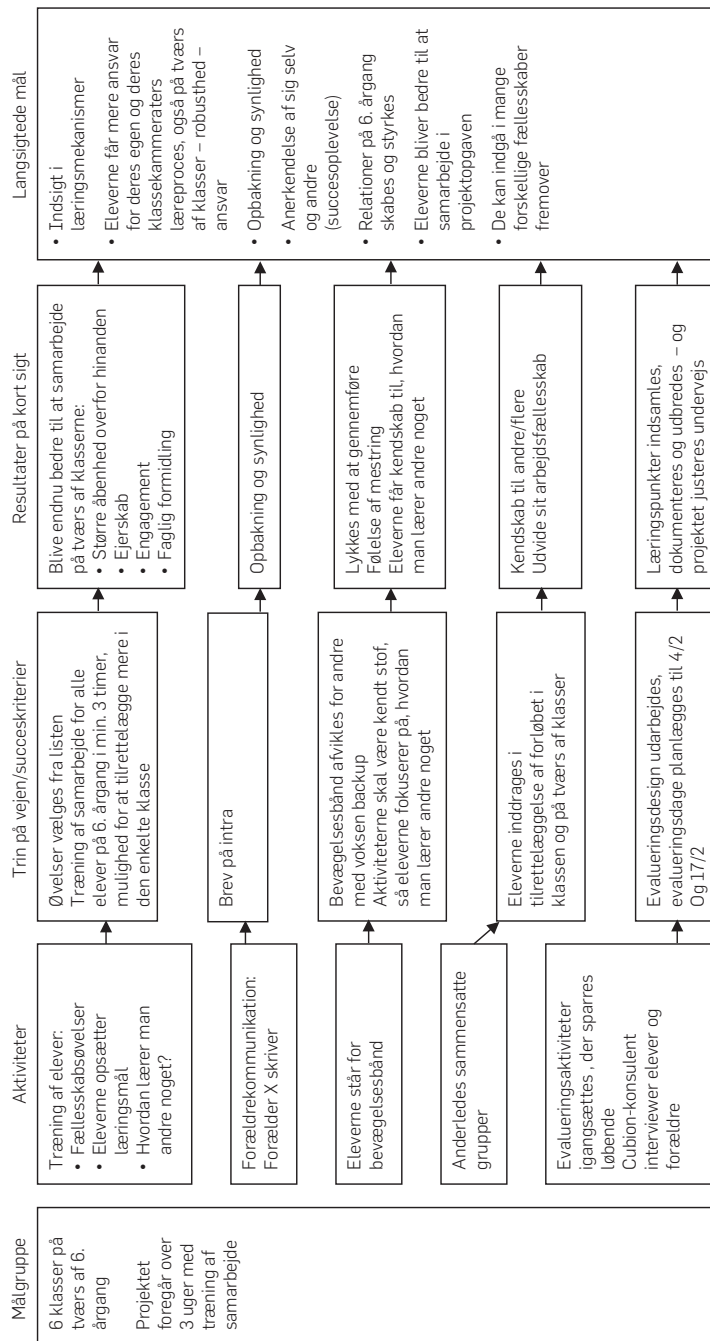 Målgruppe
6 klasser på
tværs af 6.
årgang
Projektet
foregår over
3 uger med
træning af
samarbejde
Aktiviteter
Træning af elever:
• Fællesskabsøvelser
• Eleverne opsætter
læringsmål
• Hvordan lærer man
andre noget?
Forældrekommunikation:
Forælder X skriver
Eleverne står for
bevægelsesbånd
Anderledes sammensatte
grupper
Evalueringsaktiviteter
igangsættes , der sparres
løbende
Cubion-konsulent
interviewer elever og
forældre
Trin på vejen/succeskriterier
Øvelser vælges fra listen
Træning af samarbejde for alle
elever på 6. årgang i min. 3 timer,
mulighed for at tilrettelægge mere i
den enkelte klasse
Brev på intra
Bevægelsesbånd afvikles for andre
med voksen backup
Aktiviteterne skal være kendt stof,
så eleverne fokuserer på, hvordan
man lærer andre noget
Eleverne inddrages i
tilrettelæggelse af forløbet i
klassen og på tværs af klasser
Evalueringsdesign udarbejdes,
evalueringsdage planlægges til 4/2
Og 17/2
Resultater på kort sigt
Blive endnu bedre til at samarbejde
på tværs af klasserne:
• Større åbenhed overfor hinanden
• Ejerskab
• Engagement
• Faglig formidling
Opbakning og synlighed
Lykkes med at gennemføre
Følelse af mestring
Eleverne får kendskab til, hvordan
man lærer andre noget
Kendskab til andre/flere
Udvide sit arbejdsfællesskab
Læringspunkter indsamles,
dokumenteres og udbredes – og
projektet justeres undervejs
Langsigtede mål
• Indsigt i
læringsmekanismer
• Eleverne får mere ansvar
for deres egen og deres
klassekammeraters
læreproces, også på tværs
af klasser – robusthed –
ansvar
• Opbakning og synlighed
• Anerkendelse af sig selv
og andre
(succesoplevelse)
• Relationer på 6. årgang
skabes og styrkes
• Eleverne bliver bedre til at
samarbejde i
projektopgaven
• De kan indgå i mange
forskellige fællesskaber
fremover